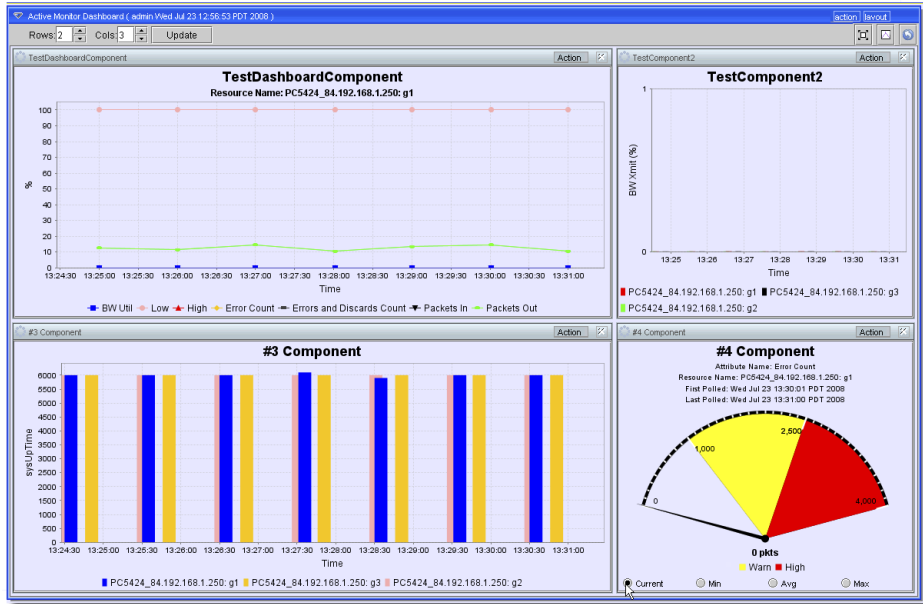 Active Monitor Dashboard ( admin Wed Jul 23 12:56:53 PDT 2008 )
action layout
Rows: 2 Cols: 3 Update
TestDashboardComponent Action
TestDashboardComponent
Resource Name: PC5424_84.192.168.1.250: g1
100
90
80
70
60
50
40
30
20
10
0
%
13:24:30 13:25:00 13:25:30 13:26:00 13:26:30 13:27:00 13:27:30 13:28:00 13:28:30 13:29:00 13:29:30 13:30:00 13:30:30 13:31:00
Time
BW Util Low High Error Count Errors and Discards Count Packets In Packets Out
TestComponent2 Action
TestComponent2
1
0
BW Xmit (%)
13:25 13:26 13:27 13:28 13:29 13:30 13:31
Time
PC5424_84.192.168.1.250: g1 PC5424_84.192.168.1.250: g3
PC5424_84.192.168.1.250: g2
#3 Component Action
#3 Component
6000
5500
5000
4500
4000
3500
3000
2500
2000
1500
1000
500
0
sysUpTime
13:24:30 13:25:00 13:25:30 13:26:00 13:26:30 13:27:00 13:27:30 13:28:00 13:28:30 13:29:00 13:29:30 13:30:00 13:30:30 13:31:00
Time
PC5424_84.192.168.1.250: g1 PC5424_84.192.168.1.250: g3 PC5424_84.192.168.1.250: g2
#4 Component Action
#4 Component
Attribute Name: Error Count
Resource Name: PC5424_84.192.168.1.250: g1
First Polled: Wed Jul 23 13:30:01 PDT 2008
Last Polled: Wed Jul 23 13:31:00 PDT 2008
2,500
1,000
0
4,000
0 pkts
Warn High
Current Min Avg Max